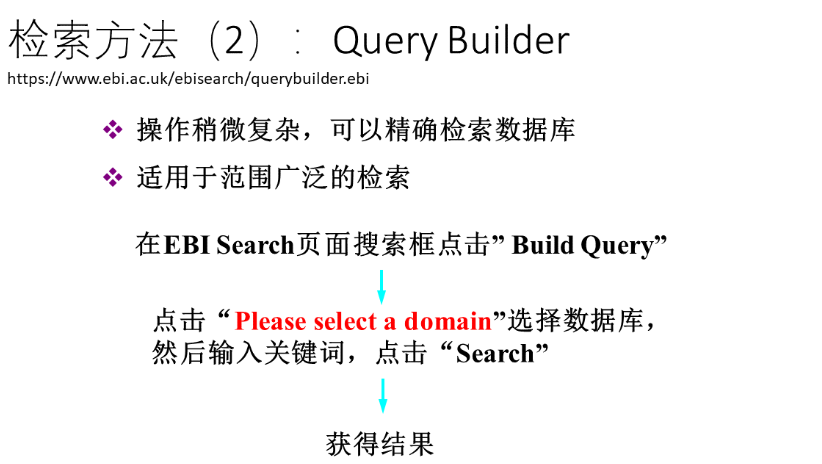 检索方法（2）：Query Builder
https://www.ebi.ac.uk/ebisearch/querybuilder.ebi
❖ 操作稍微复杂，可以精确检索数据库
❖ 适用于范围广泛的检索
在EBI Search页面搜索框点击” Build Query”
点击“Please select a domain”选择数据库，
然后输入关键词，点击“Search”
获得结果